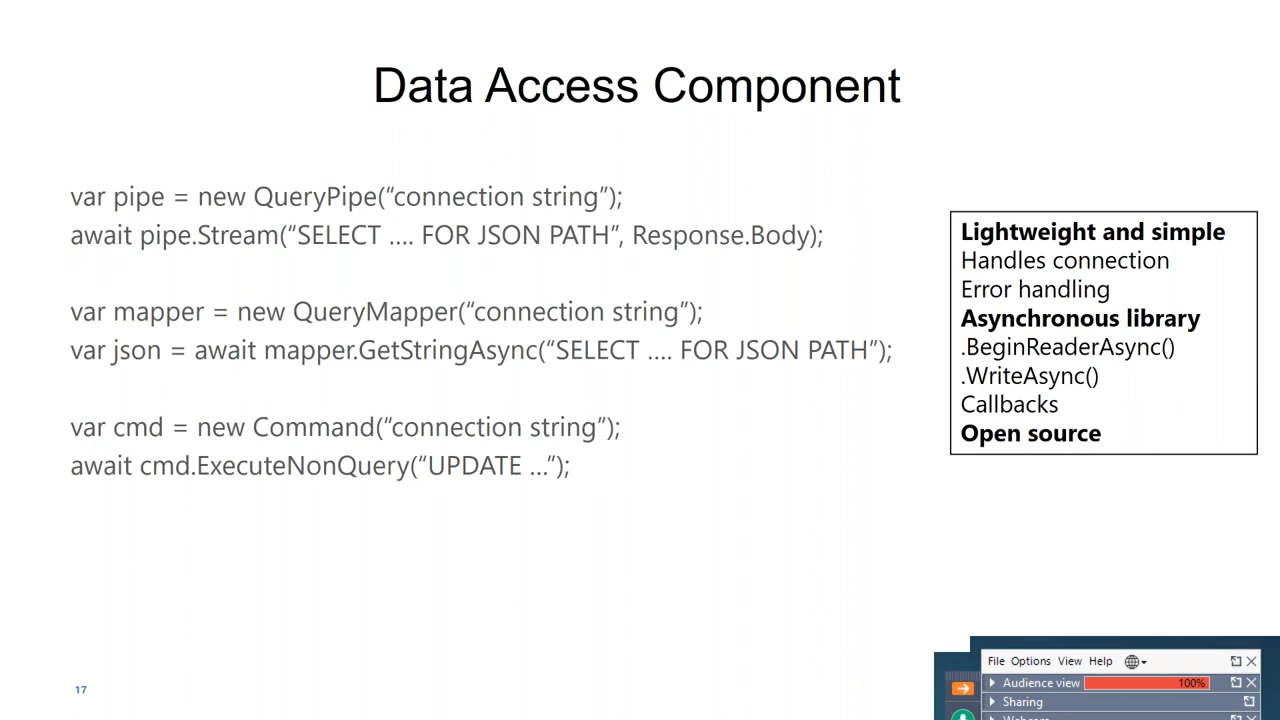 Data Access Component
var pipe = new QueryPipe(“connection string”);
await pipe.Stream(“SELECT .... FOR JSON PATH”, Response.Body);
var mapper = new QueryMapper(“connection string”);
var json = await mapper.GetStringAsync(“SELECT .... FOR JSON PATH”);
var cmd = new Command(“connection string”);
await cmd.ExecuteNonQuery(“UPDATE ...”);
Lightweight and simple
Handles connection
Error handling
Asynchronous library
.BeginReaderAsync()
.WriteAsync()
Callbacks
Open source
17
File Options View Help
Audience view 100%
Sharing